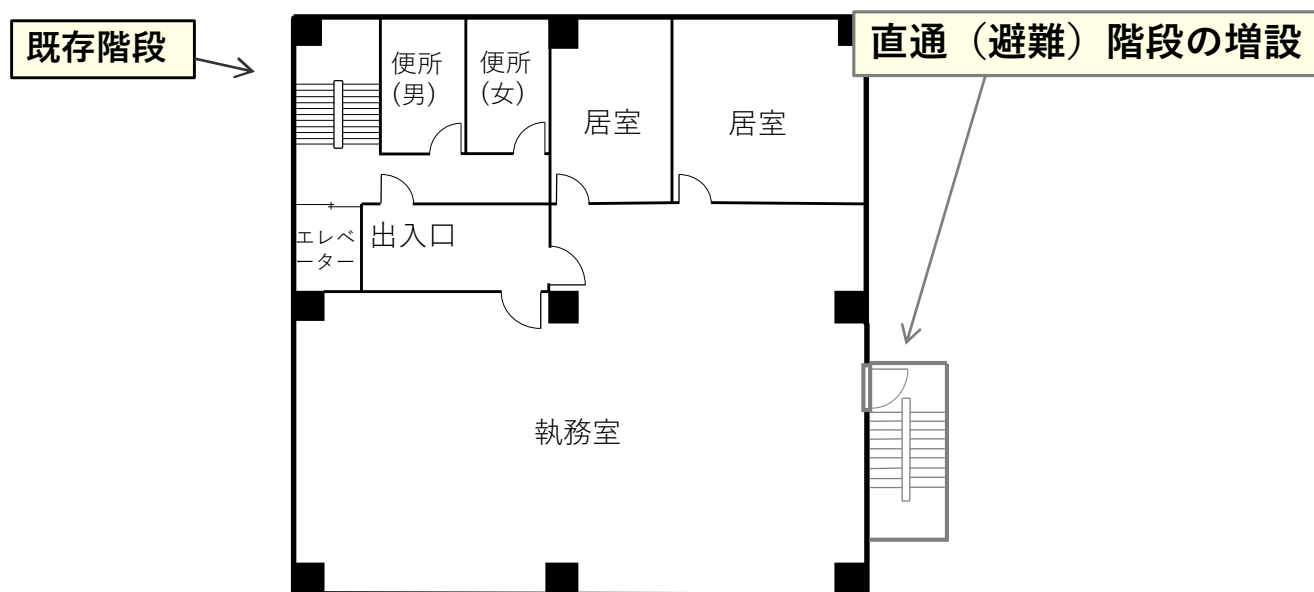 既存階段
直通（避難）階段の増設
便所
(男)
便所
(女)
居室
居室
エレベ
ーター
出入口
執務室